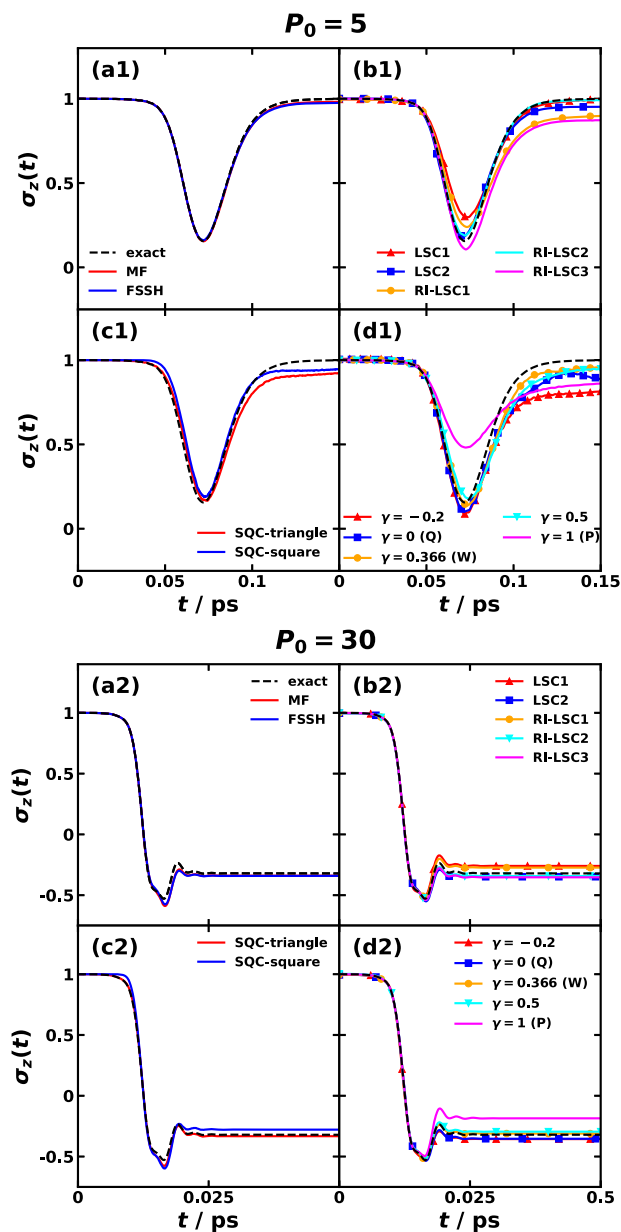 P₀ = 5
(a1)
(b1)
1
0.5
0
σz(t)
exact
MF
FSSH
LSC1
LSC2
RI-LSC1
RI-LSC2
RI-LSC3
(c1)
(d1)
1
0.5
0
σz(t)
SQC-triangle
SQC-square
γ = −0.2
γ = 0 (Q)
γ = 0.366 (W)
γ = 0.5
γ = 1 (P)
0 0.05 0.1 0 0.05 0.1 0.15
t / ps
t / ps
P₀ = 30
(a2)
(b2)
1
0.5
0
-0.5
σz(t)
exact
MF
FSSH
LSC1
LSC2
RI-LSC1
RI-LSC2
RI-LSC3
(c2)
(d2)
1
0.5
0
-0.5
σz(t)
SQC-triangle
SQC-square
γ = −0.2
γ = 0 (Q)
γ = 0.366 (W)
γ = 0.5
γ = 1 (P)
0 0.025 0 0.025 0.5
t / ps
t / ps